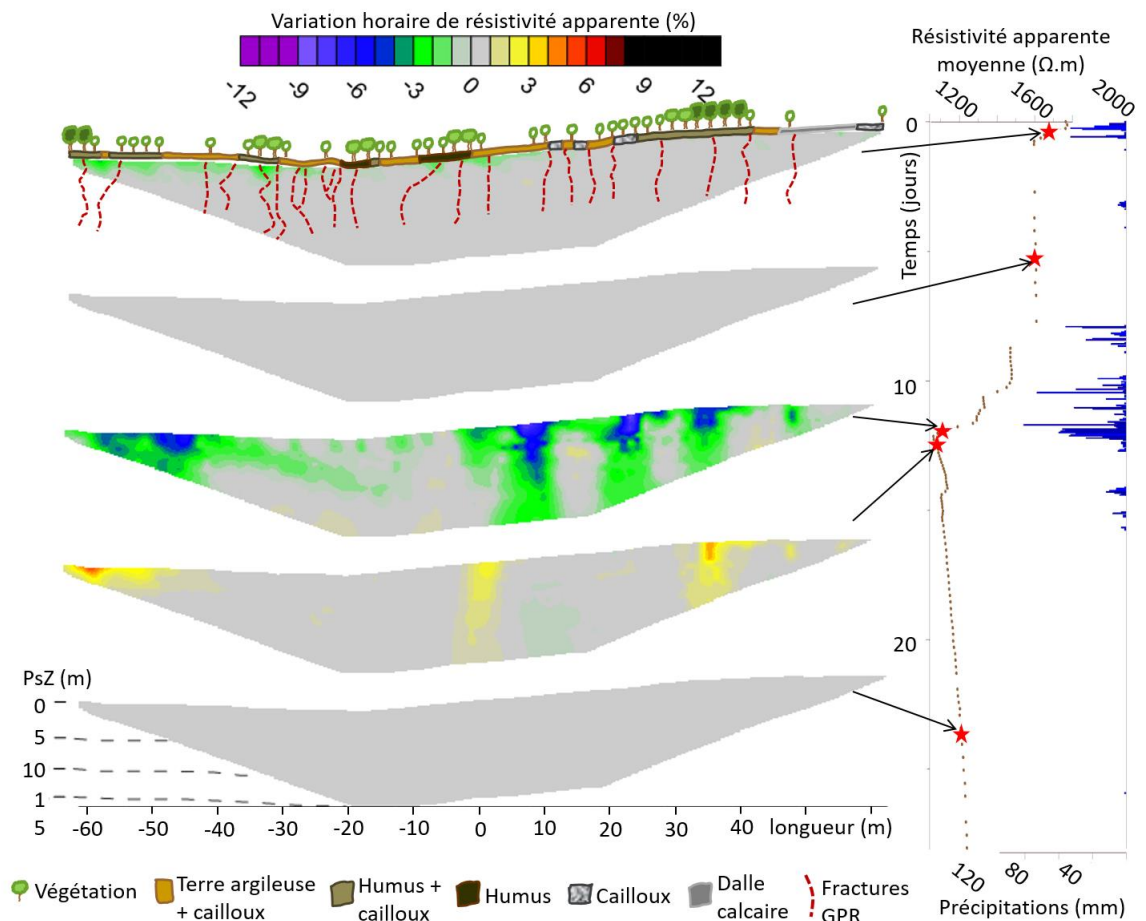 Variation horaire de résistivité apparente (%)
-12 -9 -6 -3 0 3 6 9 12
Résistivité apparente
moyenne (Ω.m)
1200 1600 2000
0
10
20
Temps (jours)
PsZ (m)
0
5
10
1
5
-60 -50 -40 -30 -20 -10 0 10 20 30 40 longueur (m)
120 80 40
Précipitations (mm)
Végétation
Terre argileuse
+ cailloux
Humus +
cailloux
Humus
Cailloux
Dalle
calcaire
Fractures
GPR